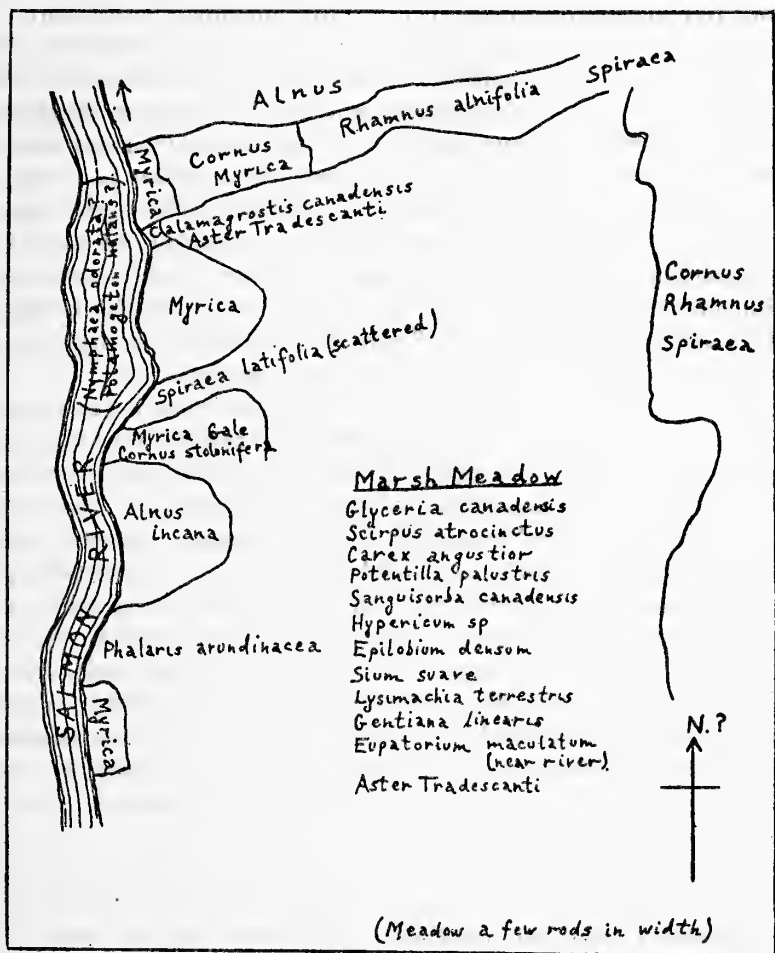 Alnus
Spiraea
Rhamnus alnifolia
Cornus
Myrica
Myrica
Calamagrostis canadensis
Aster Tradescanti
Nymphaea odorata?
Potamogeton natans?
Myrica
Spiraea latifolia (scattered)
Cornus
Rhamnus
Spiraea
Myrica Gale
Cornus stolonifera
Alnus
incana
SALMON RIVER
Phalaris arundinacea
Myrica
Marsh Meadow
Glyceria canadensis
Scirpus atrocinctus
Carex angustior
Potentilla palustris
Sanguisorba canadensis
Hypericum sp
Epilobium densum
Sium suave
Lysimachia terrestris
Gentiana linearis
Eupatorium maculatum
(near river).
Aster Tradescanti
N.?
(Meadow a few rods in width)